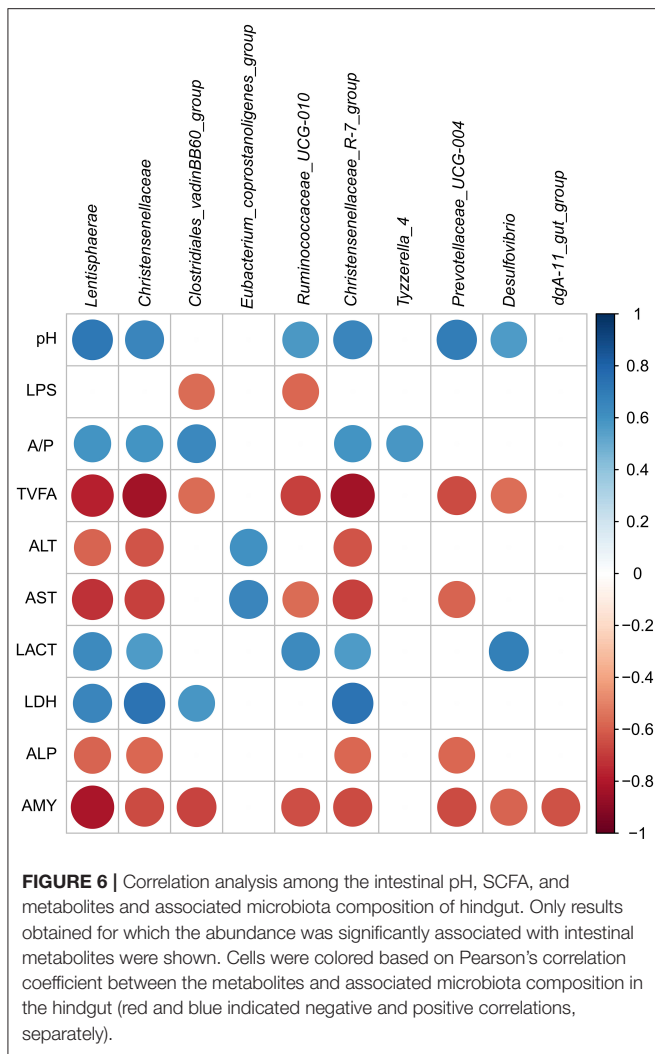 Lentisphaerae
Christensenellaceae
Clostridiales_vadinBB60_group
Eubacterium_coprostanoligenes_group
Ruminococcaceae_UCG-010
Christensenellaceae_R-7_group
Tyzzerella_4
Prevotellaceae_UCG-004
Desulfovibrio
dgA-11_gut_group
pH
LPS
A/P
TVFA
ALT
AST
LACT
LDH
ALP
AMY
1
0.8
0.6
0.4
0.2
0
−0.2
−0.4
−0.6
−0.8
−1
FIGURE 6 | Correlation analysis among the intestinal pH, SCFA, and
metabolites and associated microbiota composition of hindgut. Only results
obtained for which the abundance was significantly associated with intestinal
metabolites were shown. Cells were colored based on Pearson's correlation
coefficient between the metabolites and associated microbiota composition in
the hindgut (red and blue indicated negative and positive correlations,
separately).